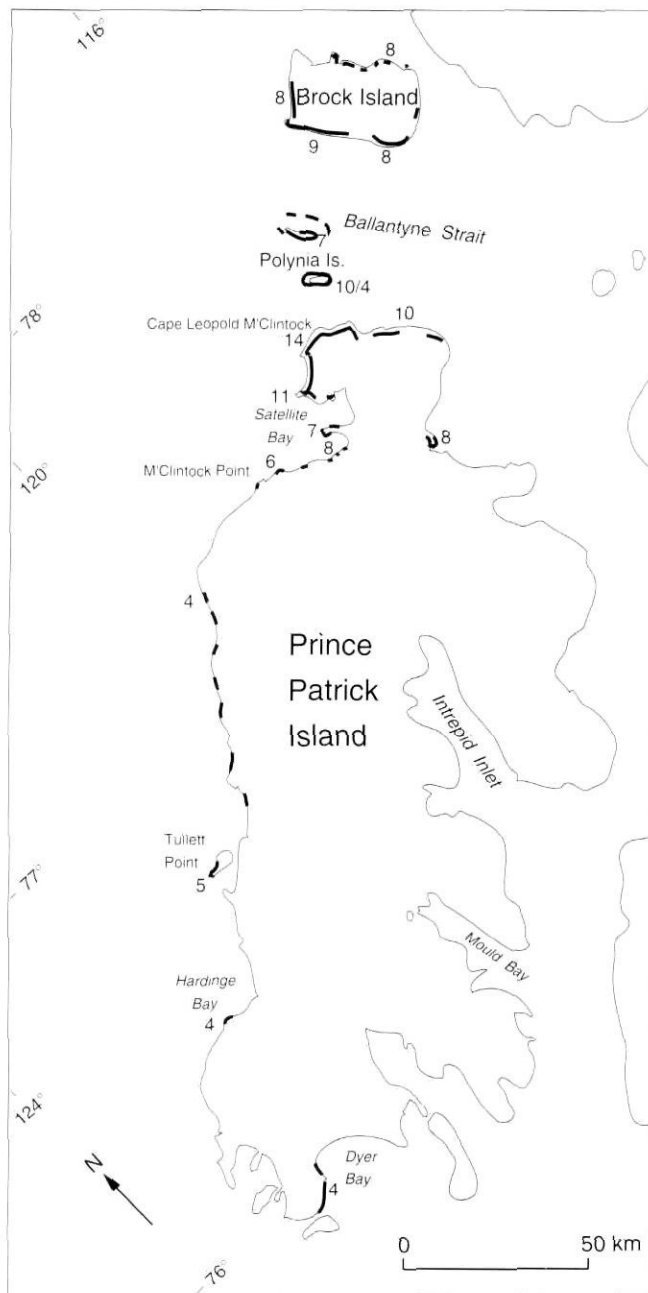 116°
8
Brock Island
8
9
8
Ballantyne Strait
7
Polynia Is.
10/4
78°
Cape Leopold M'Clintock
10
14
11
Satellite
Bay
7
8
8
6
M'Clintock Point
120°
4
Prince
Patrick
Island
Intrepid Inlet
Tullett
Point
5
77°
Mould Bay
Hardinge
Bay
4
124°
N
Dyer
Bay
4
0
50 km
76°